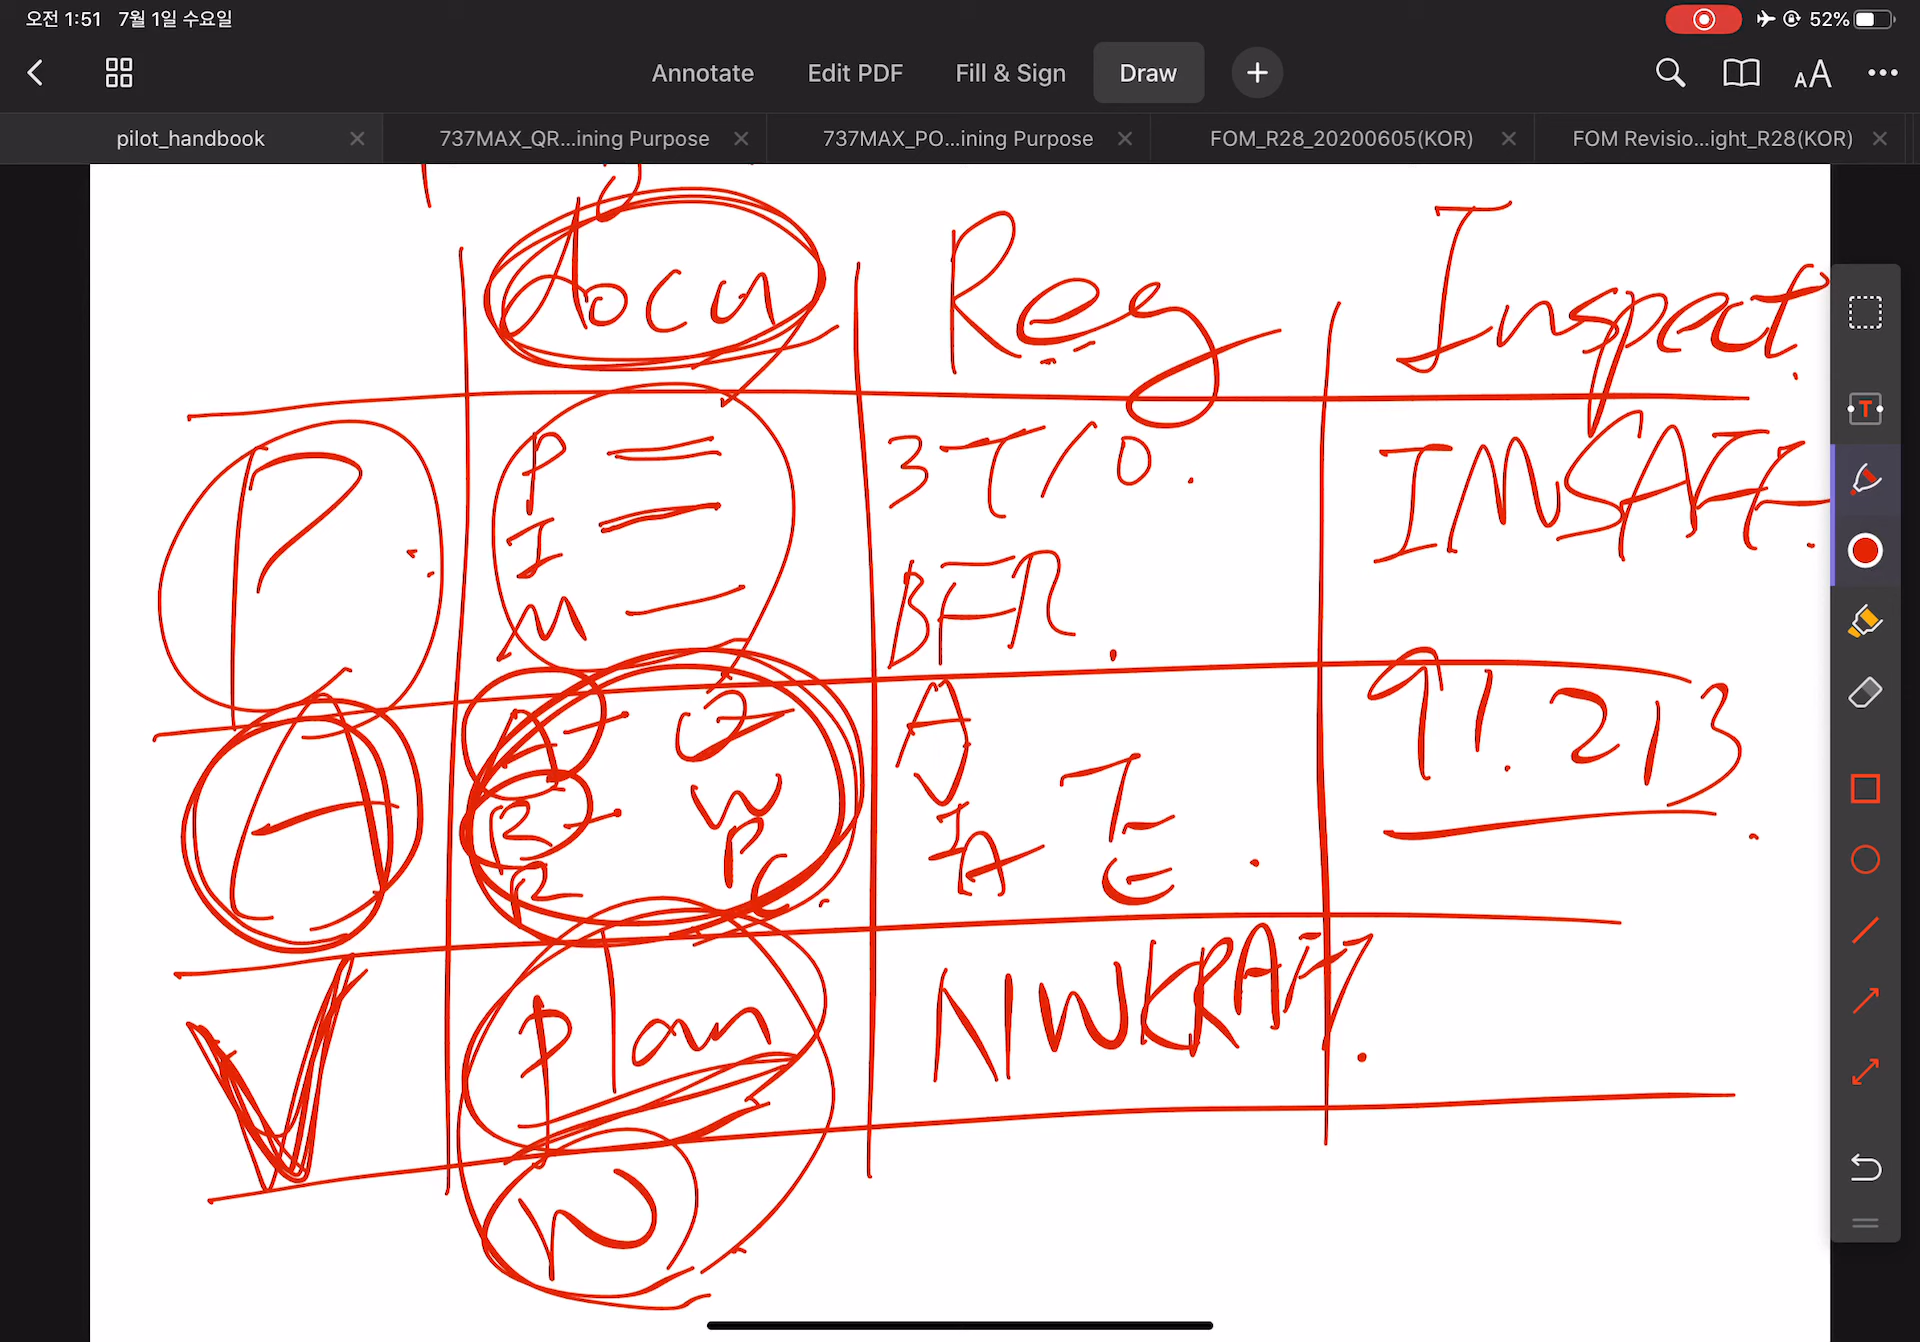 오전 1:51 7월 1일 수요일 52%
Annotate Edit PDF Fill & Sign Draw
pilot_handbook 737MAX_QR...ining Purpose 737MAX_PO...ining Purpose FOM_R28_20200605(KOR) FOM Revisio...ight_R28(KOR)
docu Reg Inspect.
P P 3T/O. IMSAFE.
I
M BFR.
A A A 91.213
R W V T
R P I A E
V Plan NWKRAFT.